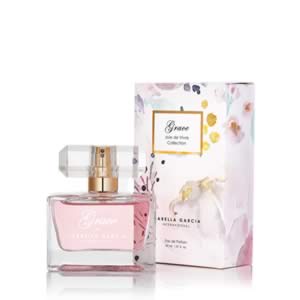 Grace
Joie de Vivre
Collection
ABELLA GARCIA
INTERNATIONAL
Eau de Parfum
Grace